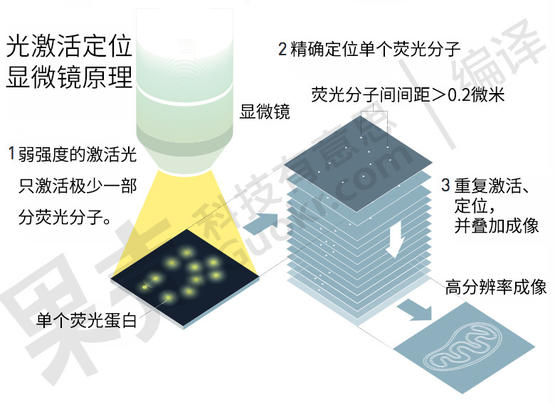 光激活定位
显微镜原理
1弱强度的激活光
只激活极少一部
分荧光分子。
单个荧光蛋白
显微镜
2精确定位单个荧光分子
荧光分子间间距＞0.2微米
3重复激活、
定位，
并叠加成像
高分辨率成像
果壳
科技有意思
guokr.com
编译